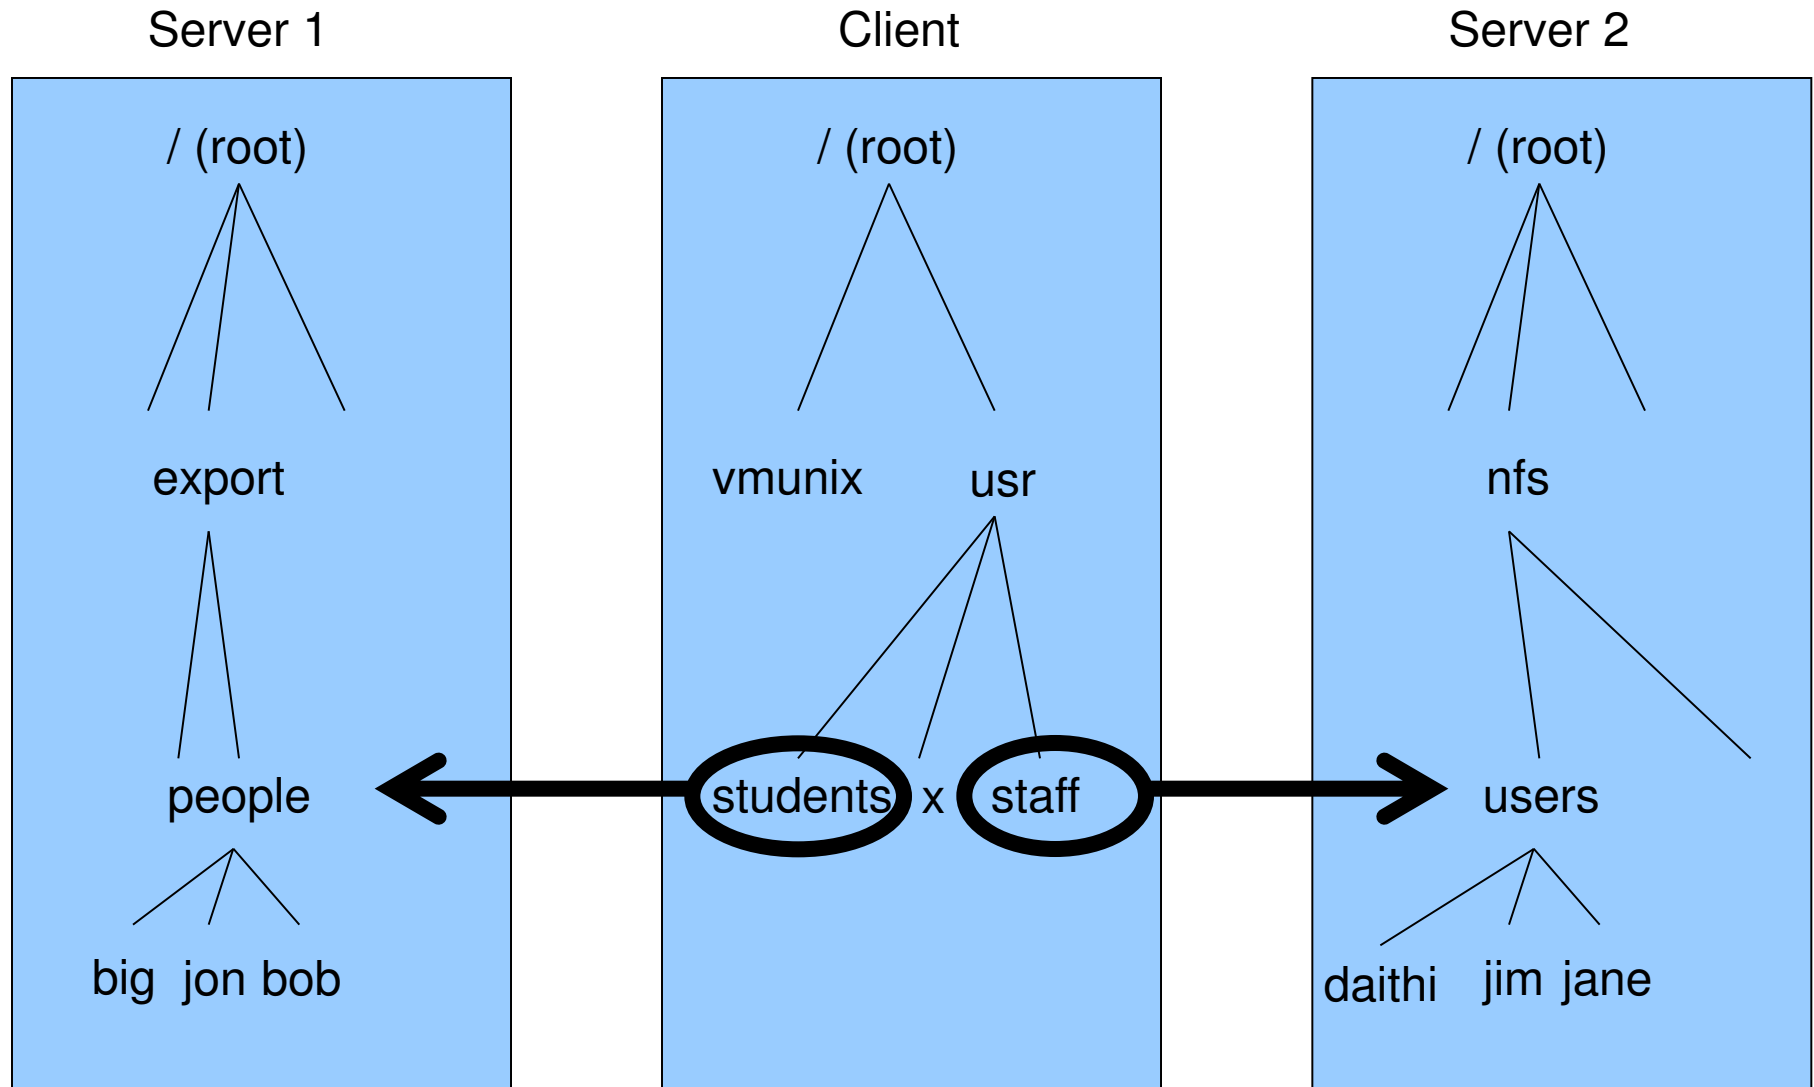 Server 1 Client Server 2
/ (root) / (root) / (root)
export vmunix usr nfs
people students x staff users
big jon bob daithi jim jane